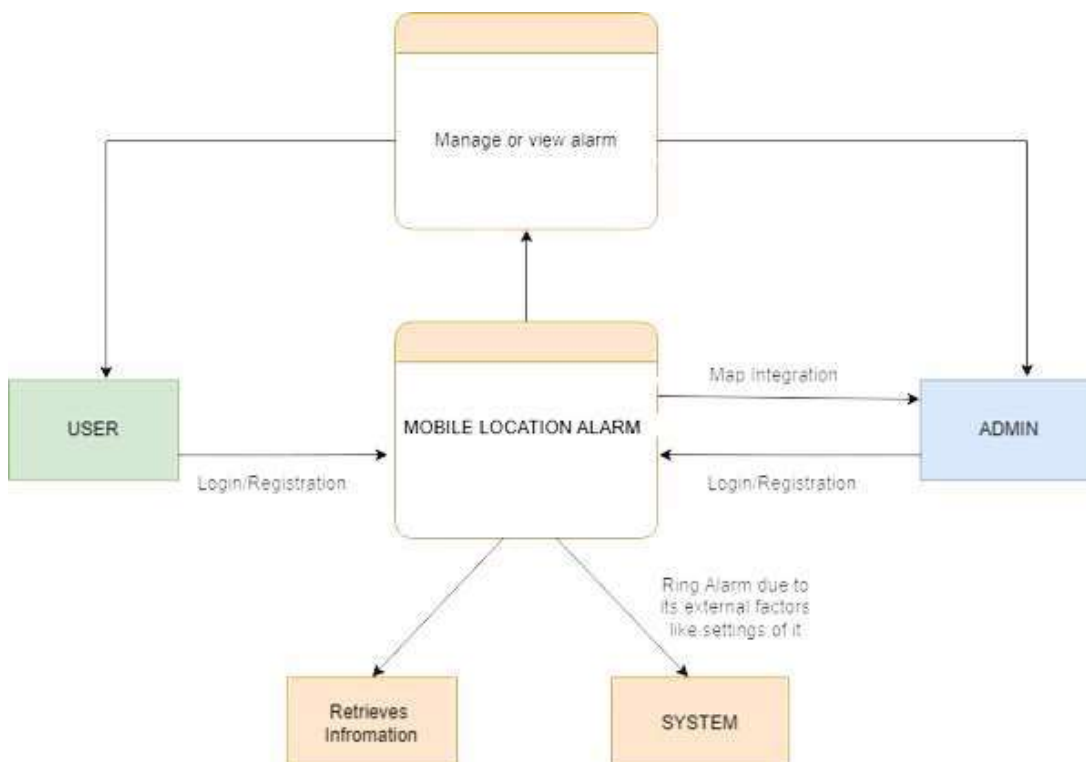 Manage or view alarm
Map integration
USER
MOBILE LOCATION ALARM
ADMIN
Login/Registration
Login/Registration
Ring Alarm due to
its external factors
like settings of it
Retrieves
Infromation
SYSTEM